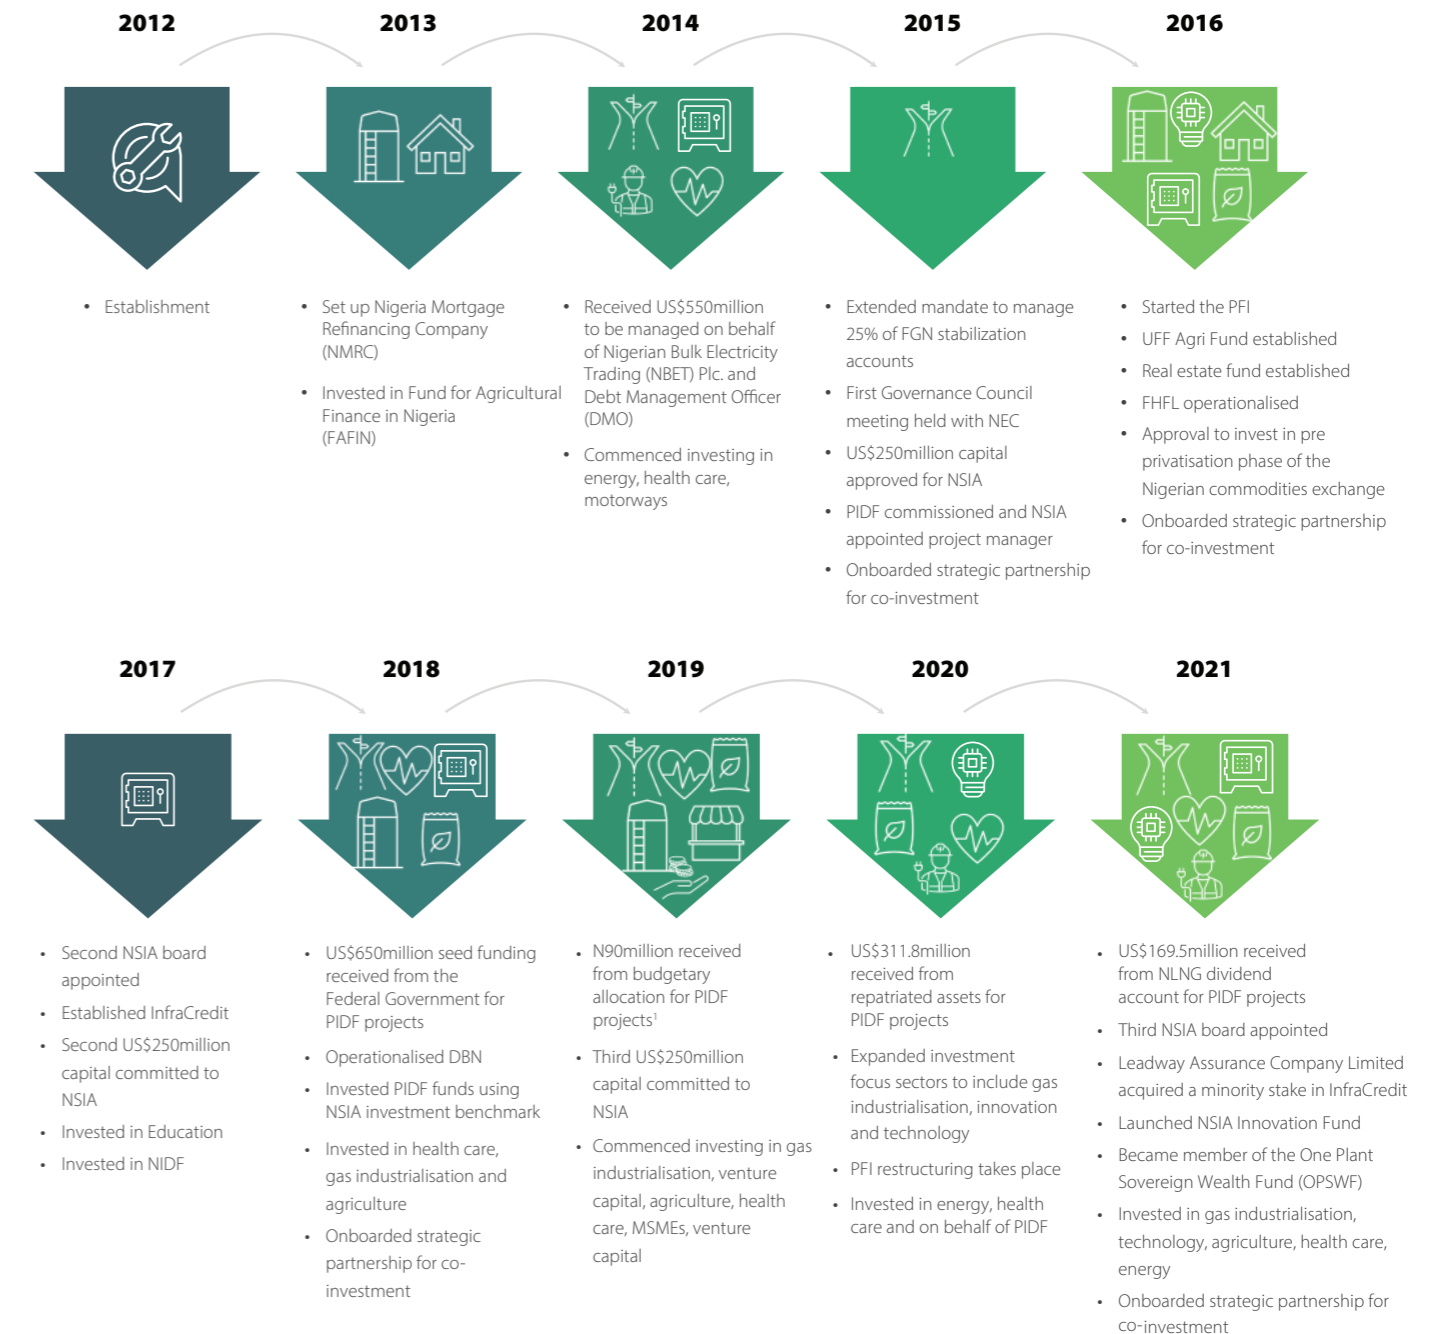 2012
2013
2014
2015
2016
• Establishment
• Set up Nigeria Mortgage
Refinancing Company
(NMRC)
• Invested in Fund for Agricultural
Finance in Nigeria
(FAFIN)
• Received US$550million
to be managed on behalf
of Nigerian Bulk Electricity
Trading (NBET) Plc. and
Debt Management Officer
(DMO)
• Commenced investing in
energy, health care,
motorways
• Extended mandate to manage
25% of FGN stabilization
accounts
• First Governance Council
meeting held with NEC
• US$250million capital
approved for NSIA
• PIDF commissioned and NSIA
appointed project manager
• Onboarded strategic partnership
for co-investment
• Started the PFI
• UFF Agri Fund established
• Real estate fund established
• FHFL operationalised
• Approval to invest in pre
privatisation phase of the
Nigerian commodities exchange
• Onboarded strategic partnership
for co-investment
2017
2018
2019
2020
2021
• Second NSIA board
appointed
• Established InfraCredit
• Second US$250million
capital committed to
NSIA
• Invested in Education
• Invested in NIDF
• US$650million seed funding
received from the
Federal Government for
PIDF projects
• Operationalised DBN
• Invested PIDF funds using
NSIA investment benchmark
• Invested in health care,
gas industrialisation and
agriculture
• Onboarded strategic
partnership for co-
investment
• N90million received
from budgetary
allocation for PIDF
projects¹
• Third US$250million
capital committed to
NSIA
• Commenced investing in gas
industrialisation, venture
capital, agriculture, health
care, MSMEs, venture
capital
• US$311.8million
received from
repatriated assets for
PIDF projects
• Expanded investment
focus sectors to include gas
industrialisation, innovation
and technology
• PFI restructuring takes place
• Invested in energy, health
care and on behalf of PIDF
• US$169.5million received
from NLNG dividend
account for PIDF projects
• Third NSIA board appointed
• Leadway Assurance Company Limited
acquired a minority stake in InfraCredit
• Launched NSIA Innovation Fund
• Became member of the One Plant
Sovereign Wealth Fund (OPSWF)
• Invested in gas industrialisation,
technology, agriculture, health care,
energy
• Onboarded strategic partnership for
co-investment